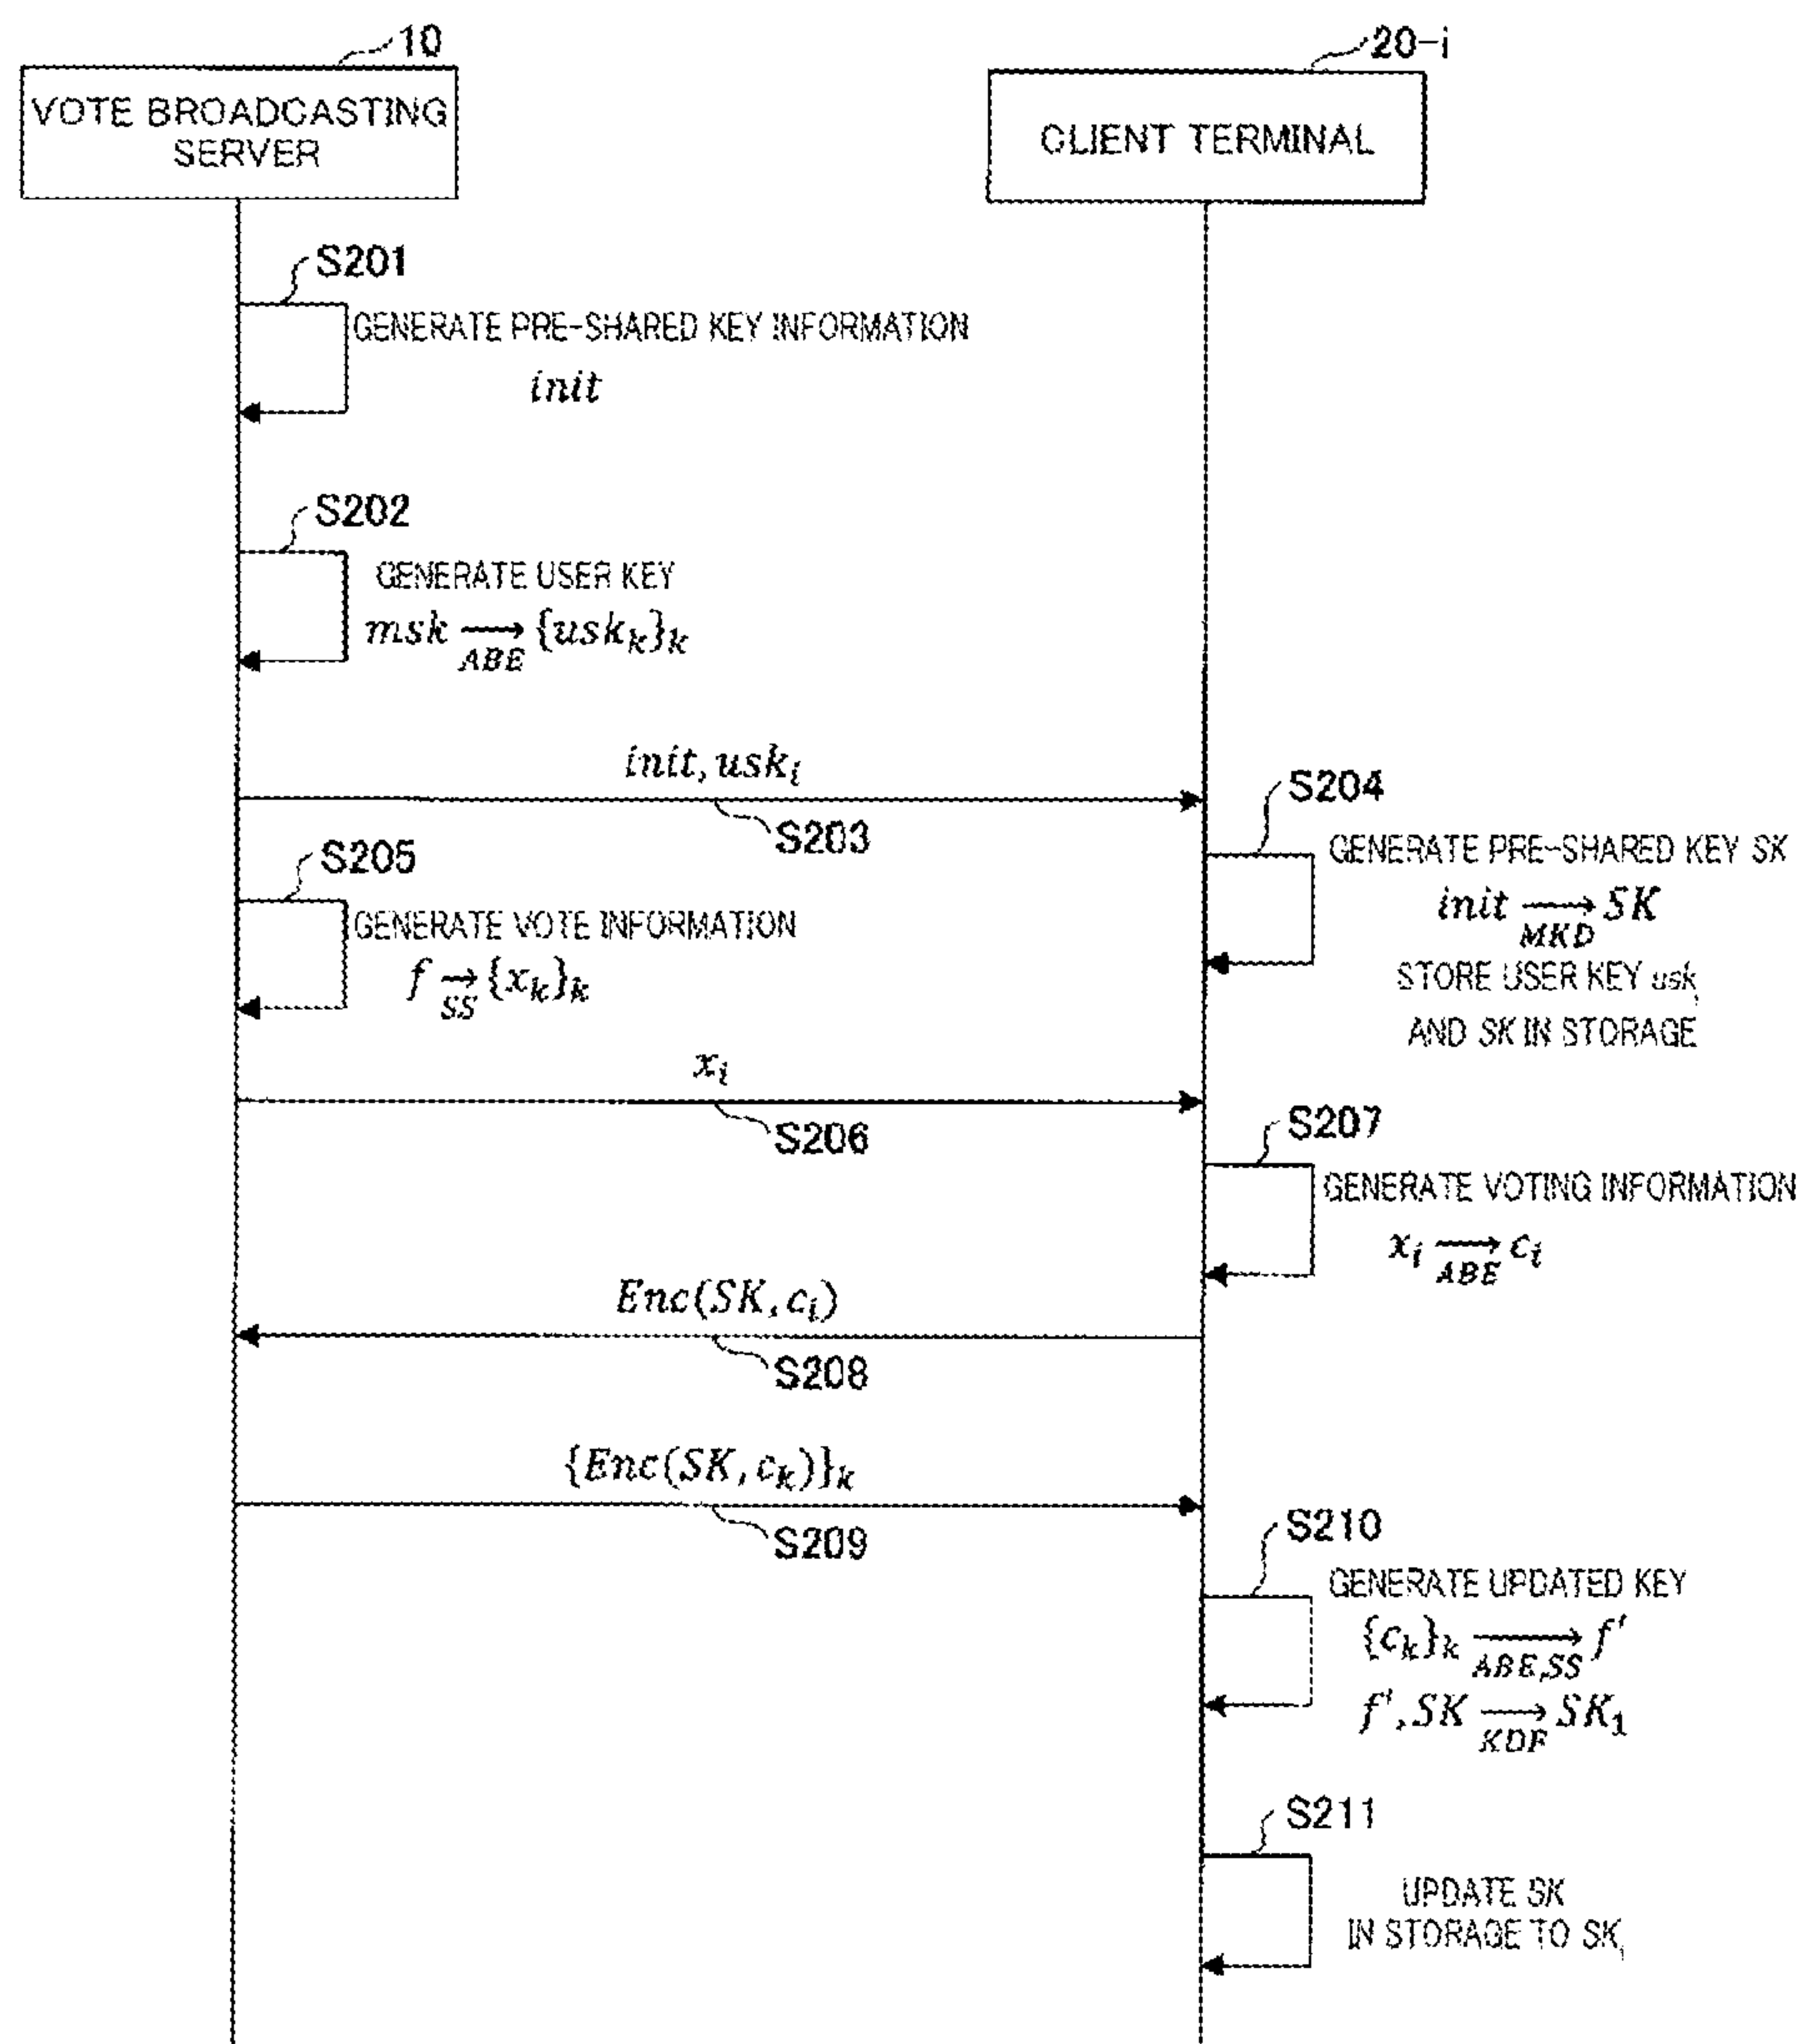 10
VOTE BROADCASTING
SERVER
20-i
CLIENT TERMINAL
S201
GENERATE PRE-SHARED KEY INFORMATION
init
S202
GENERATE USER KEY
msk →ABE {usk_k}_k
init, usk_i
S203
S204
GENERATE PRE-SHARED KEY SK
init →MKD SK
STORE USER KEY usk_i
AND SK IN STORAGE
S205
GENERATE VOTE INFORMATION
f →SS {x_k}_k
x_i
S206
S207
GENERATE VOTING INFORMATION
x_i →ABE c_i
Enc(SK, c_i)
S208
{Enc(SK, c_k)}_k
S209
S210
GENERATE UPDATED KEY
{c_k}_k →ABE,SS f'
f', SK →KDF SK_1
S211
UPDATE SK
IN STORAGE TO SK_1